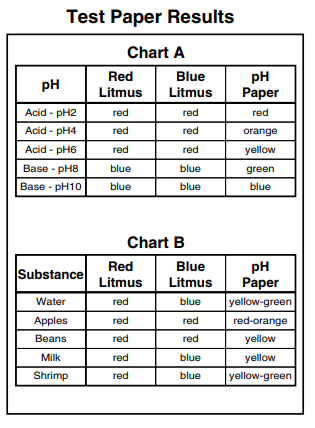 Test Paper Results
Chart A
pH Red Litmus Blue Litmus pH Paper
Acid - pH2 red red red
Acid - pH4 red red orange
Acid - pH6 red red yellow
Base - pH8 blue blue green
Base - pH10 blue blue blue
Chart B
Substance Red Litmus Blue Litmus pH Paper
Water red blue yellow-green
Apples red red red-orange
Beans red red yellow
Milk red blue yellow
Shrimp red blue yellow-green